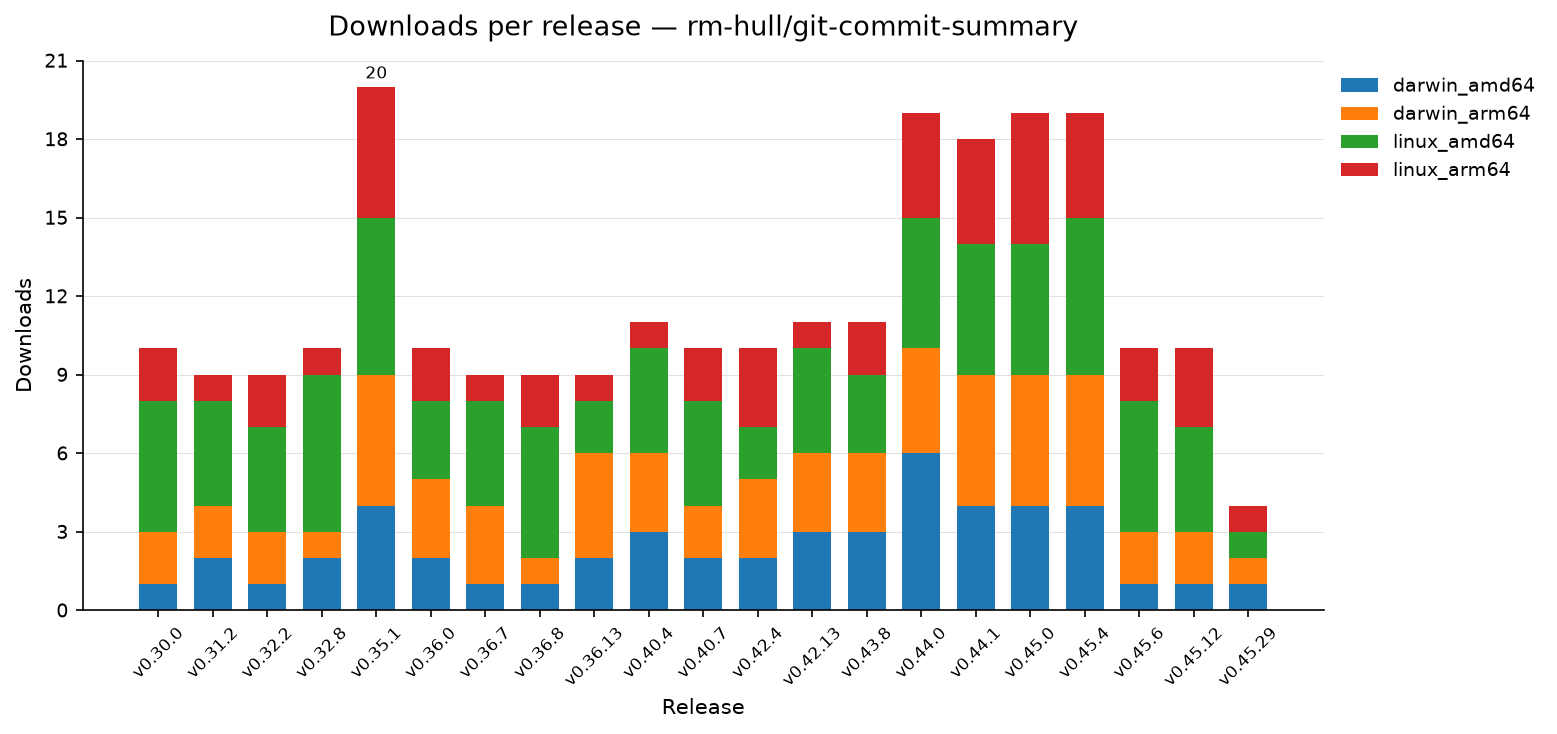 Downloads per release — rm-hull/git-commit-summary
21
18
15
12
9
6
3
0
Downloads
20
darwin_amd64
darwin_arm64
linux_amd64
linux_arm64
v0.30.0
v0.31.2
v0.32.2
v0.32.8
v0.35.1
v0.36.0
v0.36.7
v0.36.8
v0.36.13
v0.40.4
v0.40.7
v0.42.4
v0.42.13
v0.43.8
v0.44.0
v0.44.1
v0.45.0
v0.45.4
v0.45.6
v0.45.12
v0.45.29
Release